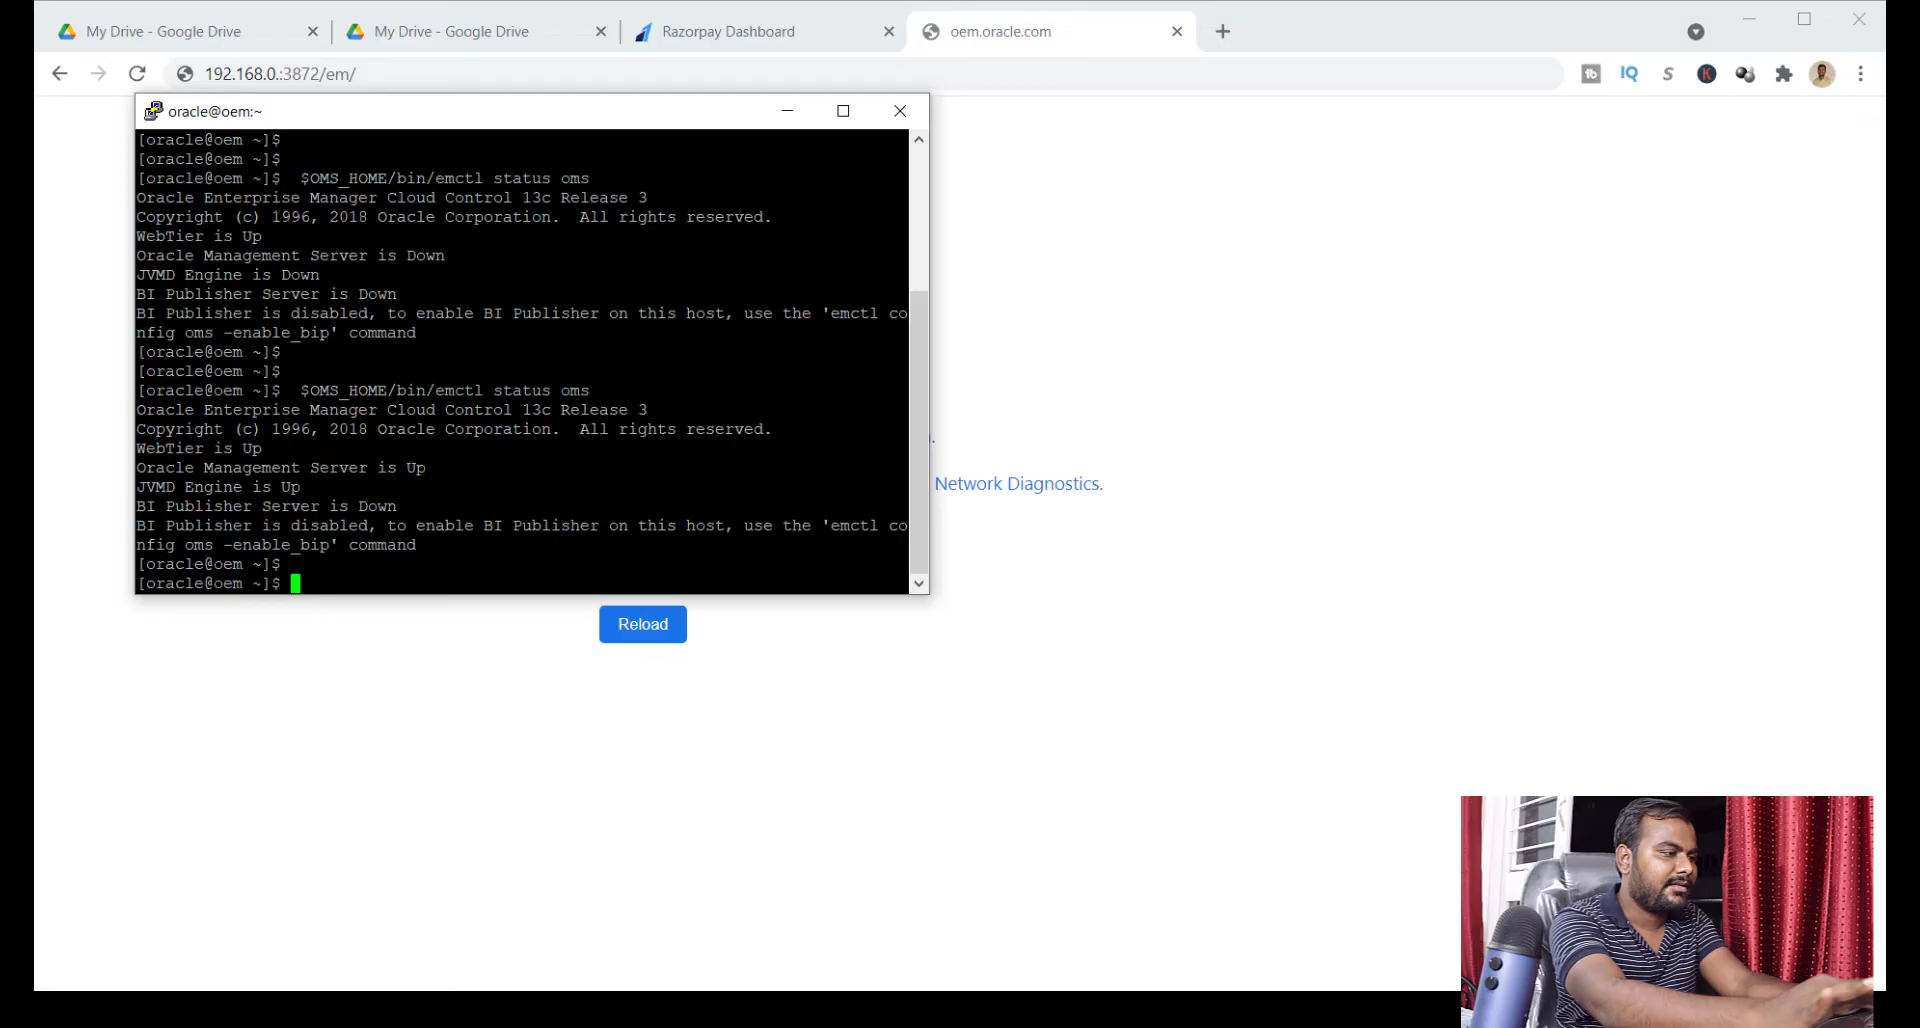 My Drive - Google Drive
My Drive - Google Drive
Razorpay Dashboard
oem.oracle.com
192.168.0.:3872/em/
tb
IQ
S
K
oracle@oem:~
[oracle@oem ~]$
[oracle@oem ~]$
[oracle@oem ~]$  $OMS_HOME/bin/emctl status oms
Oracle Enterprise Manager Cloud Control 13c Release 3
Copyright (c) 1996, 2018 Oracle Corporation.  All rights reserved.
WebTier is Up
Oracle Management Server is Down
JVMD Engine is Down
BI Publisher Server is Down
BI Publisher is disabled, to enable BI Publisher on this host, use the 'emctl co
nfig oms -enable_bip' command
[oracle@oem ~]$
[oracle@oem ~]$
[oracle@oem ~]$  $OMS_HOME/bin/emctl status oms
Oracle Enterprise Manager Cloud Control 13c Release 3
Copyright (c) 1996, 2018 Oracle Corporation.  All rights reserved.
WebTier is Up
Oracle Management Server is Up
JVMD Engine is Up
BI Publisher Server is Down
BI Publisher is disabled, to enable BI Publisher on this host, use the 'emctl co
nfig oms -enable_bip' command
[oracle@oem ~]$
[oracle@oem ~]$
Network Diagnostics.
Reload